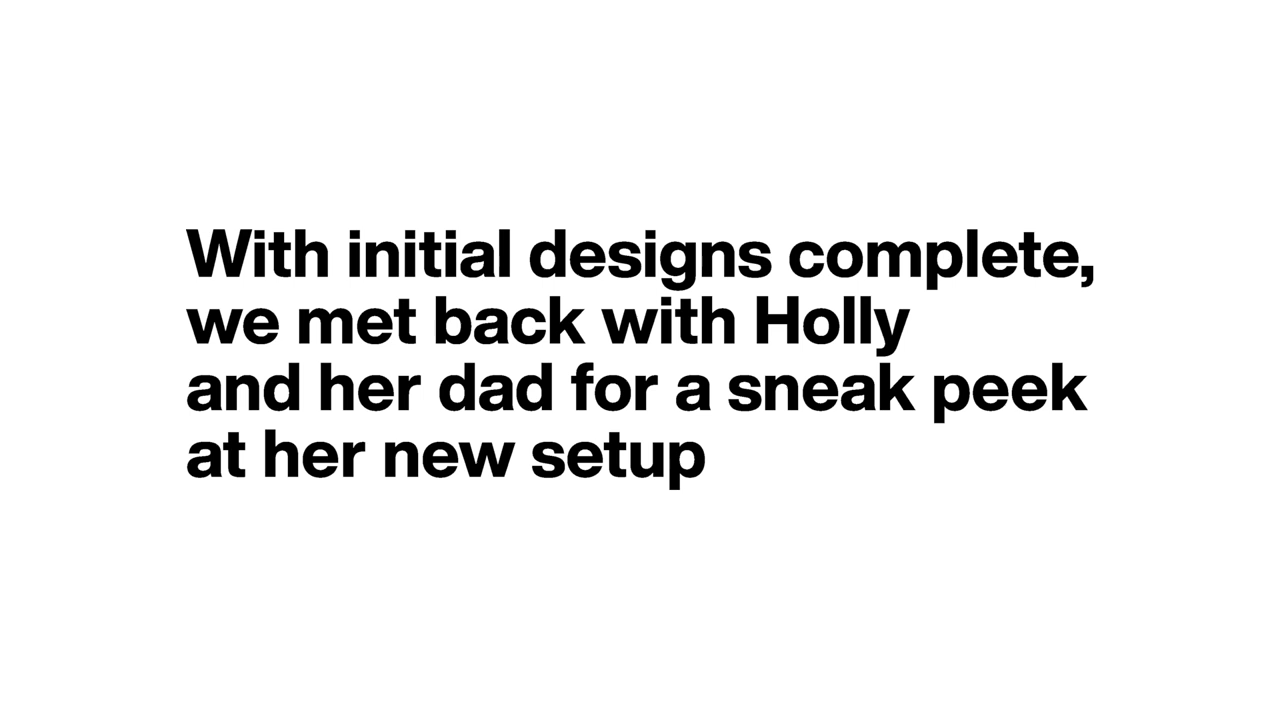 With initial designs complete,
we met back with Holly
and her dad for a sneak peek
at her new setup